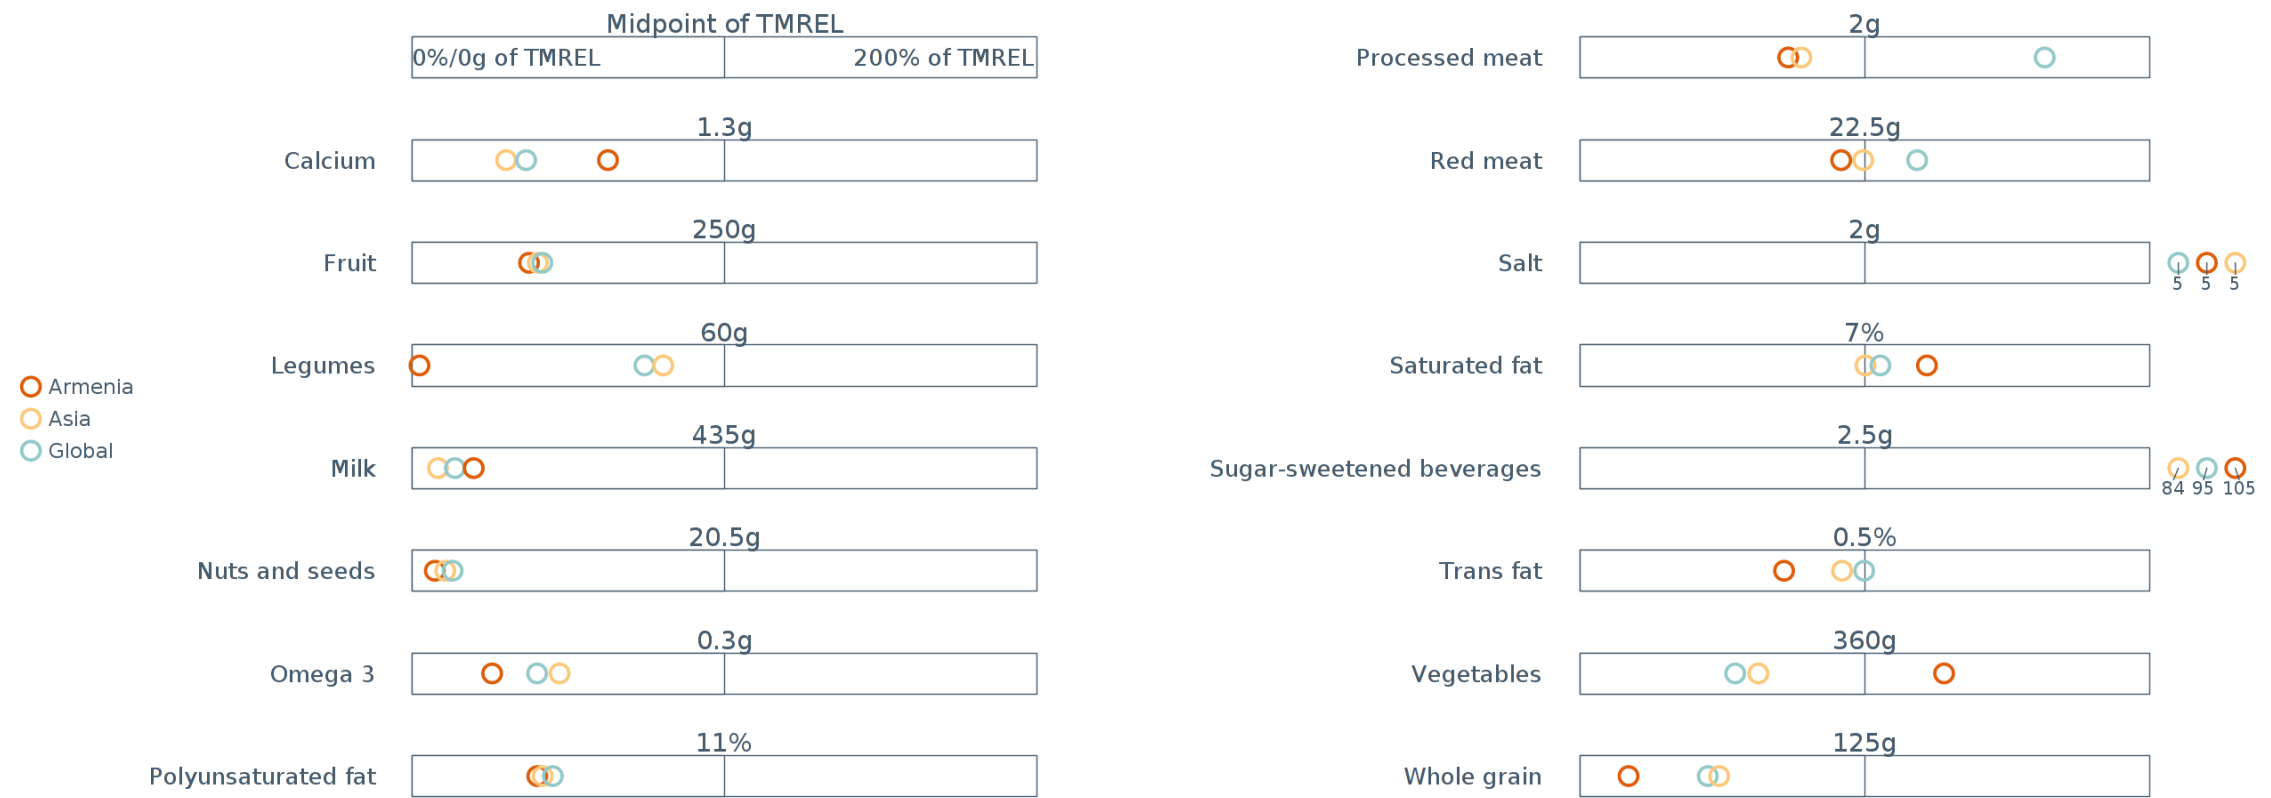 Midpoint of TMREL
0%/0g of TMREL
200% of TMREL
Calcium
1.3g
Fruit
250g
Legumes
60g
Milk
435g
Nuts and seeds
20.5g
Omega 3
0.3g
Polyunsaturated fat
11%
Armenia
Asia
Global
Processed meat
2g
Red meat
22.5g
Salt
2g
5 5 5
Saturated fat
7%
Sugar-sweetened beverages
2.5g
84 95 105
Trans fat
0.5%
Vegetables
360g
Whole grain
125g